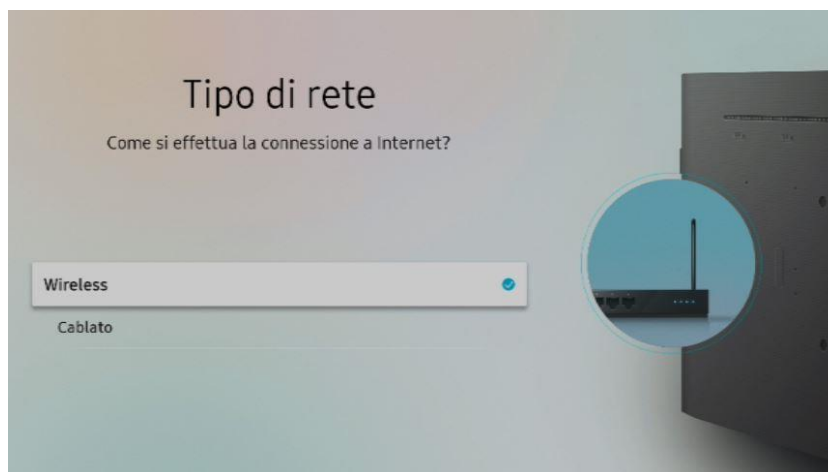 Tipo di rete
Come si effettua la connessione a Internet?
Wireless
Cablato